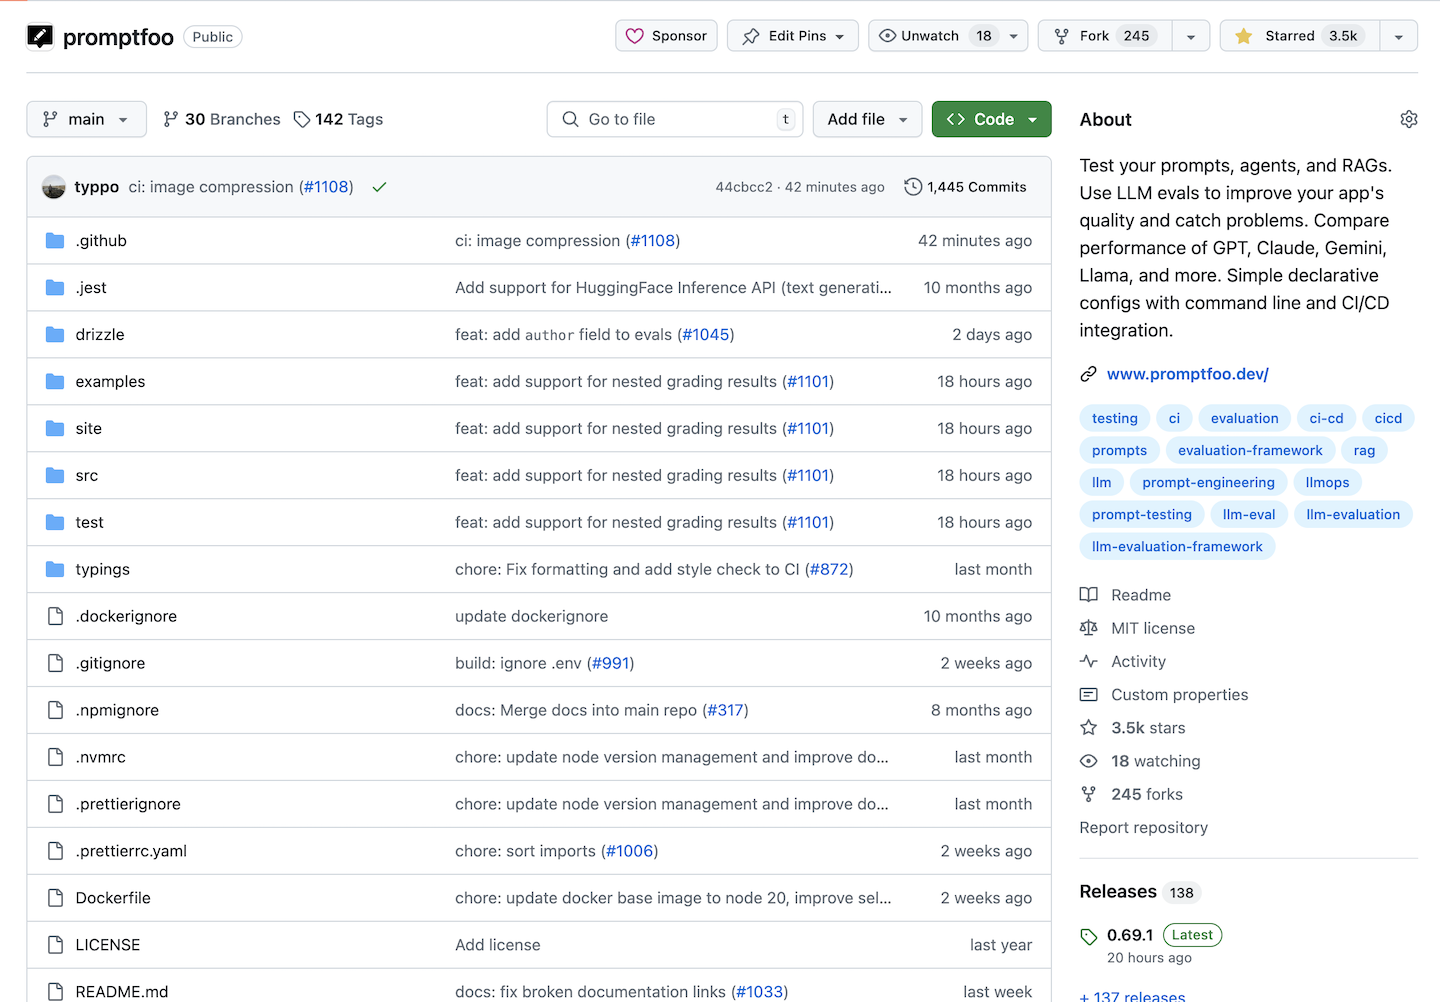 promptfoo Public Sponsor Edit Pins Unwatch 18 Fork 245 Starred 3.5k
main 30 Branches 142 Tags Go to file t Add file Code
typpo ci: image compression (#1108) 44cbcc2 · 42 minutes ago 1,445 Commits
.github ci: image compression (#1108) 42 minutes ago
.jest Add support for HuggingFace Inference API (text generati... 10 months ago
drizzle feat: add author field to evals (#1045) 2 days ago
examples feat: add support for nested grading results (#1101) 18 hours ago
site feat: add support for nested grading results (#1101) 18 hours ago
src feat: add support for nested grading results (#1101) 18 hours ago
test feat: add support for nested grading results (#1101) 18 hours ago
typings chore: Fix formatting and add style check to CI (#872) last month
.dockerignore update dockerignore 10 months ago
.gitignore build: ignore .env (#991) 2 weeks ago
.npmignore docs: Merge docs into main repo (#317) 8 months ago
.nvmrc chore: update node version management and improve do... last month
.prettierignore chore: update node version management and improve do... last month
.prettierrc.yaml chore: sort imports (#1006) 2 weeks ago
Dockerfile chore: update docker base image to node 20, improve sel... 2 weeks ago
LICENSE Add license last year
README.md docs: fix broken documentation links (#1033) last week
About
Test your prompts, agents, and RAGs.
Use LLM evals to improve your app's
quality and catch problems. Compare
performance of GPT, Claude, Gemini,
Llama, and more. Simple declarative
configs with command line and CI/CD
integration.
www.promptfoo.dev/
testing ci evaluation ci-cd cicd
prompts evaluation-framework rag
llm prompt-engineering llmops
prompt-testing llm-eval llm-evaluation
llm-evaluation-framework
Readme
MIT license
Activity
Custom properties
3.5k stars
18 watching
245 forks
Report repository
Releases 138
0.69.1 Latest
20 hours ago
+ 137 releases